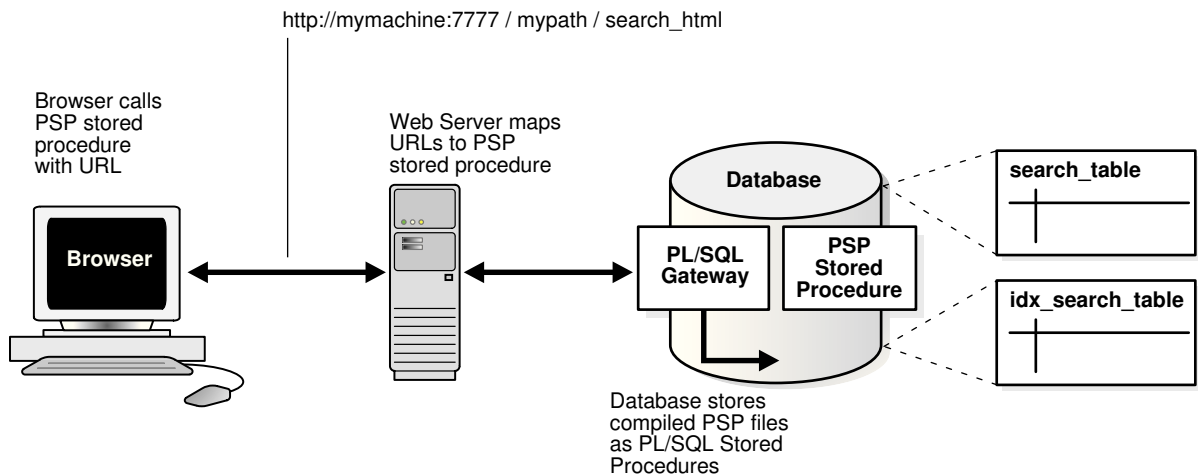 http://mymachine:7777 / mypath / search_html
Browser calls
PSP stored
procedure
with URL
Web Server maps
URLs to PSP
stored procedure
Browser
Database
PL/SQL
Gateway
PSP
Stored
Procedure
search_table
idx_search_table
Database stores
compiled PSP files
as PL/SQL Stored
Procedures